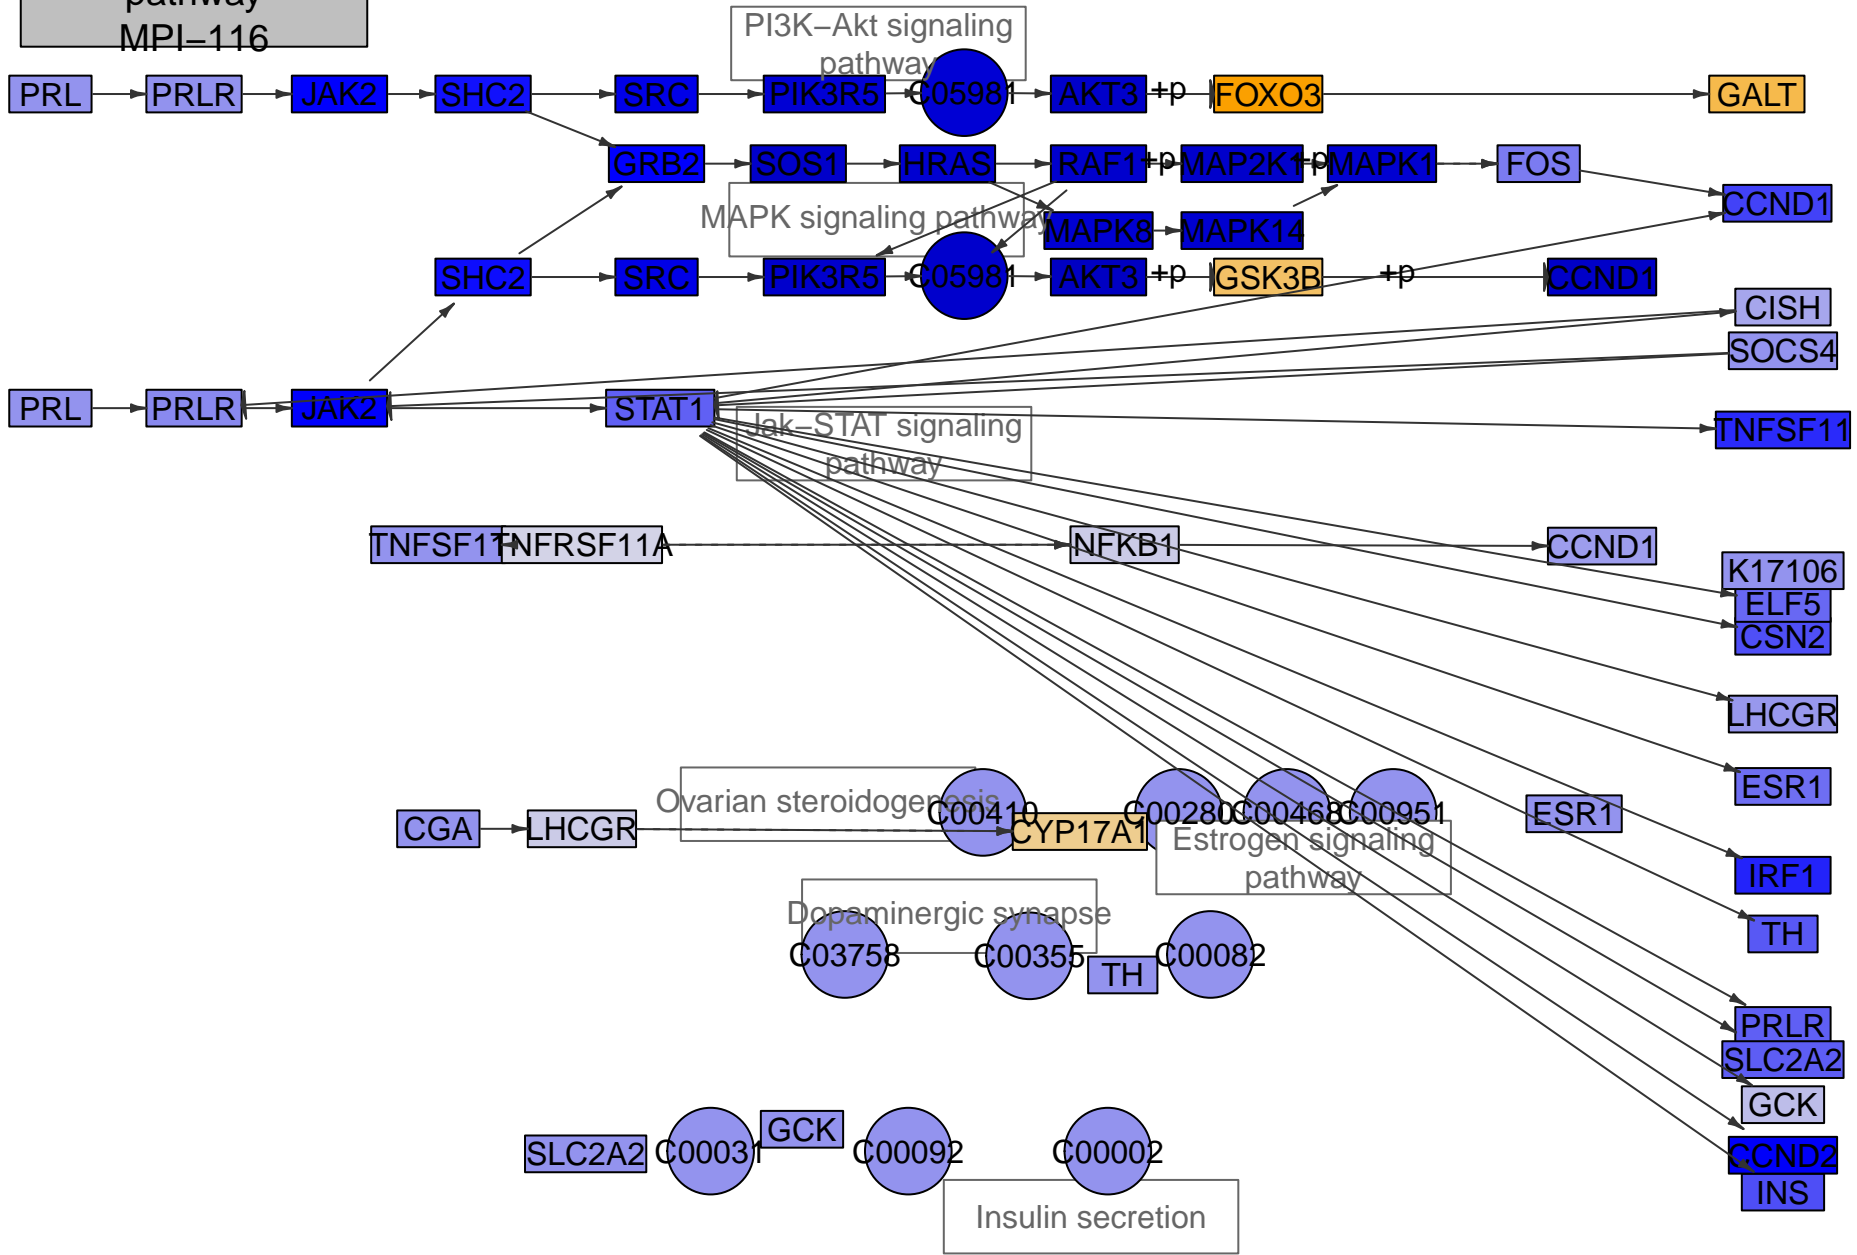 pathway
MPI–116
PI3K–Akt signaling
pathway
PRL
PRLR
JAK2
SHC2
SRC
PIK3R5
C05981
AKT3
+p
FOXO3
GALT
GRB2
SOS1
HRAS
RAF1
+p
MAP2K1
+p
MAPK1
FOS
CCND1
MAPK signaling pathway
MAPK8
MAPK14
SHC2
SRC
PIK3R5
C05981
AKT3
+p
GSK3B
+p
CCND1
CISH
SOCS4
PRL
PRLR
JAK2
STAT1
Jak–STAT signaling
pathway
TNFSF11
TNFSF11
TNFRSF11A
NFKB1
CCND1
K17106
ELF5
CSN2
LHCGR
ESR1
Ovarian steroidogenesis
C00410
C00280
C00468
C00951
ESR1
CGA
LHCGR
CYP17A1
Estrogen signaling
pathway
IRF1
Dopaminergic synapse
TH
C03758
C00355
TH
C00082
PRLR
SLC2A2
GCK
SLC2A2
C00031
GCK
C00092
C00002
CCND2
INS
Insulin secretion